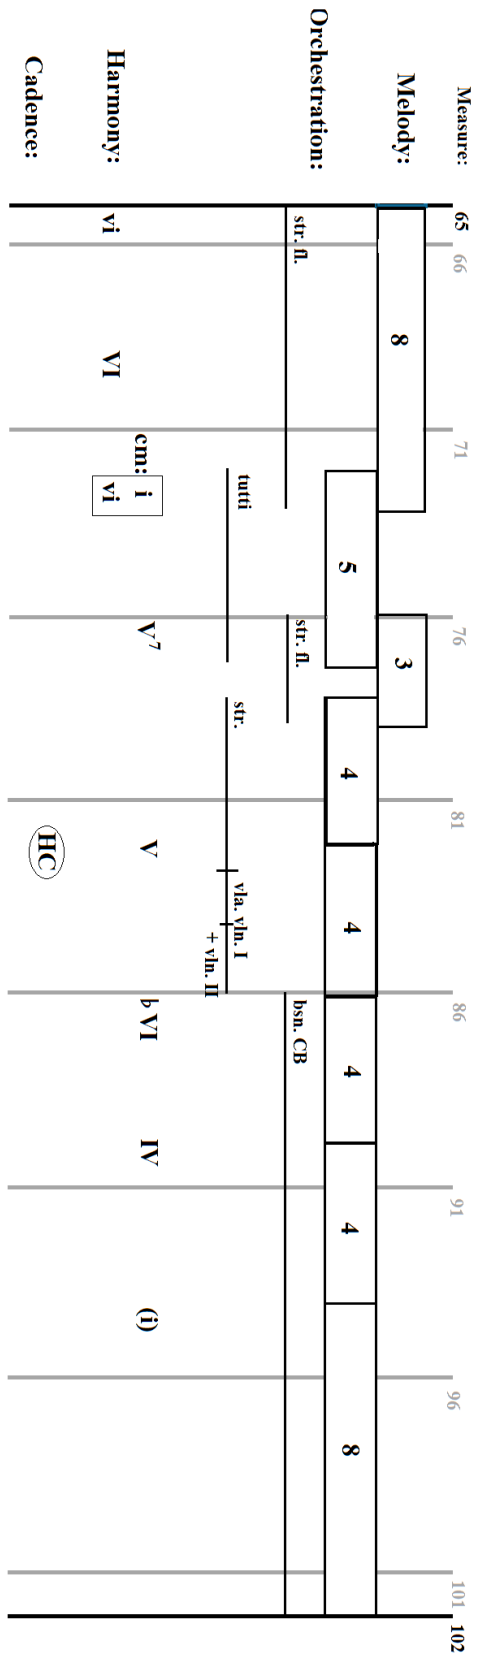 Measure: 65 66 71 76 81 86 91 96 101 102
Melody: 8 3
5 4 4 4 4 8
Orchestration: str. fl. str. fl. bsn. CB
tutti str. vla. vln. I
+ vln. II
cm: i V⁷ V ♭VI IV (i)
Harmony: vi VI vi
Cadence: HC